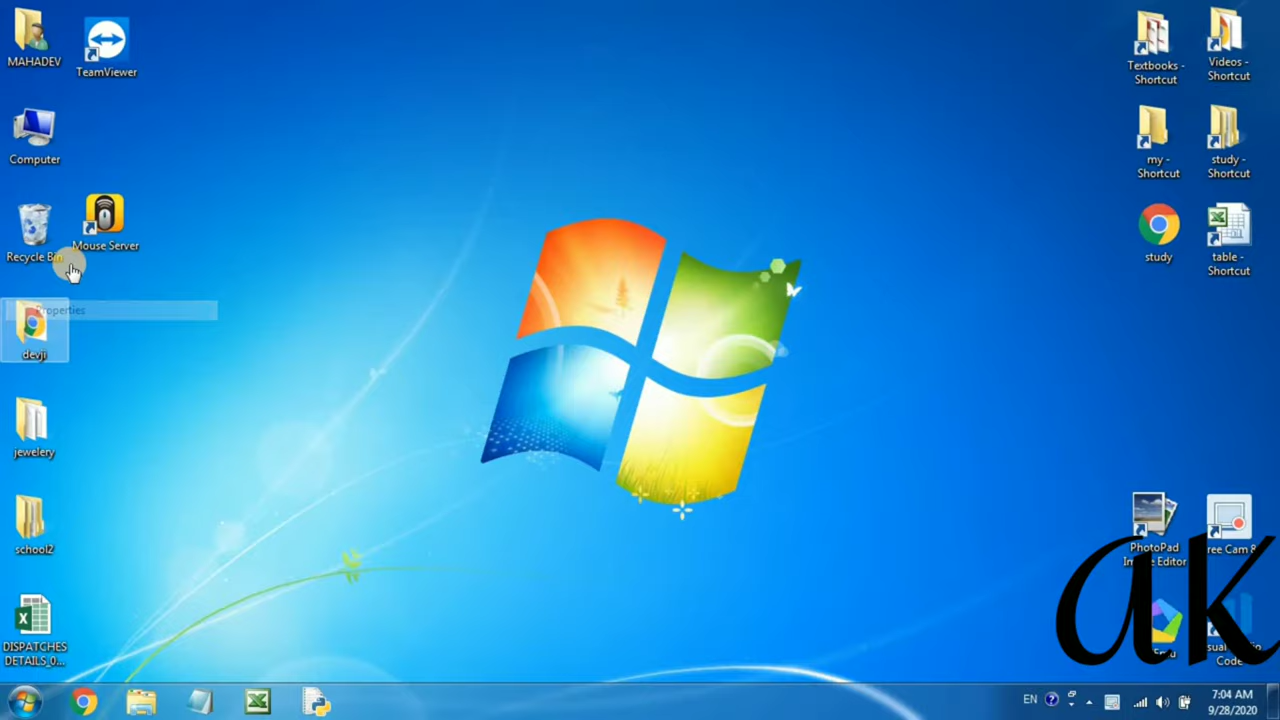 MAHADEV
TeamViewer
Computer
Recycle Bin
Mouse Server
Properties
devji
jewelery
school2
DISPATCHES
DETAILS_0...
Textbooks -
Shortcut
Videos -
Shortcut
my -
Shortcut
study -
Shortcut
study
table -
Shortcut
PhotoPad
Image Editor
Free Cam 8
Code
ak
EN
7:04 AM
9/28/2020